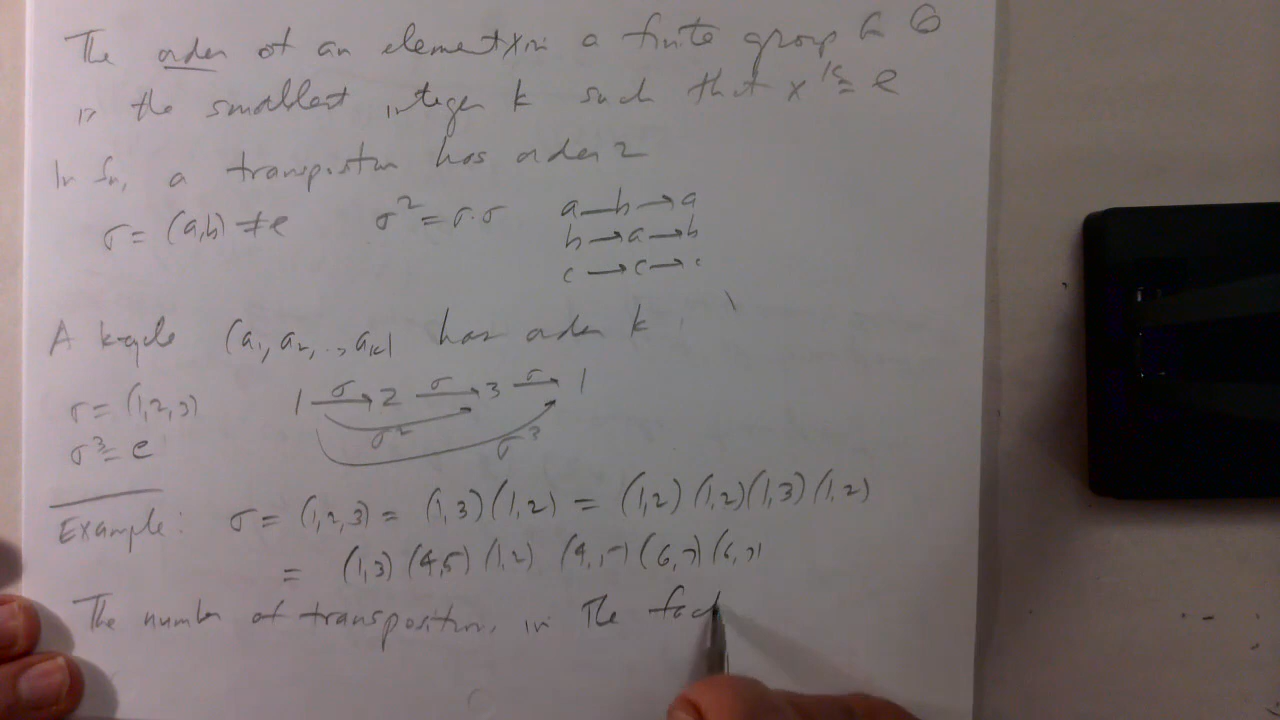 The order of an element x in a finite group G
is the smallest integer k such that x^k = e
In Sn, a transposition has order 2
σ = (a,b) ≠ e σ² = σ·σ a → b → a
b → a → b
c → c → c
A k-cycle (a₁, a₂, .., aₖ) has order k
σ = (1,2,3) 1 σ→ 2 σ→ 3 σ→ 1
σ³ = e σ² σ³
Example: σ = (1,2,3) = (1,3)(1,2) = (1,2)(1,2)(1,3)(1,2)
= (1,3)(4,5)(1,2)(4,5)(6,7)(6,7)
The number of transpositions in the fact